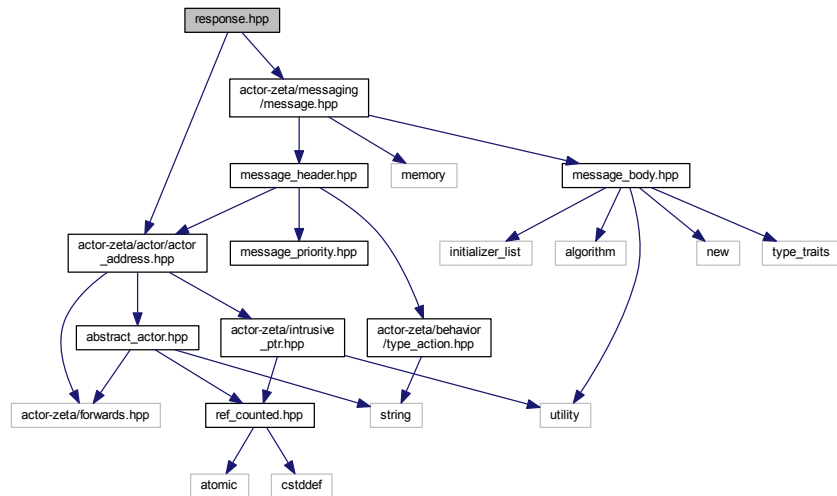 response.hpp
actor-zeta/messaging
/message.hpp
message_header.hpp
memory
message_body.hpp
actor-zeta/actor/actor
_address.hpp
message_priority.hpp
initializer_list
algorithm
new
type_traits
abstract_actor.hpp
actor-zeta/intrusive
_ptr.hpp
actor-zeta/behavior
/type_action.hpp
actor-zeta/forwards.hpp
ref_counted.hpp
string
utility
atomic
cstddef